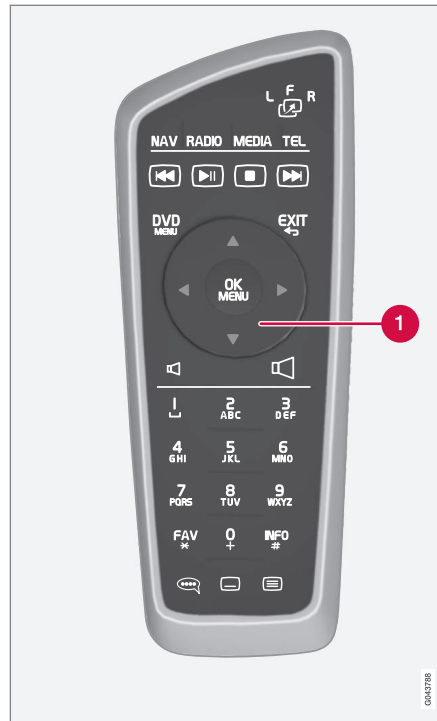 L F R
NAV RADIO MEDIA TEL
DVD EXIT
MENU
OK
MENU
1
1 2 3
ABC DEF
4 5 6
GHI JKL MNO
7 8 9
PQRS TUV WXYZ
FAV 0 INFO
* + #
G043788